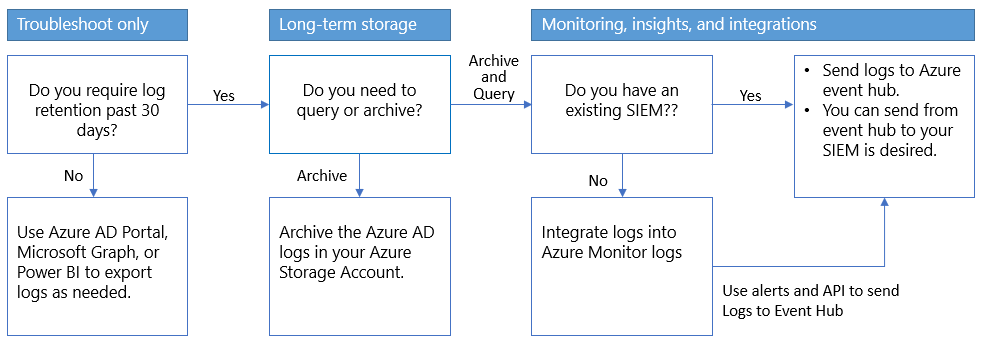 Troubleshoot only
Long-term storage
Monitoring, insights, and integrations
Do you require log
retention past 30
days?
Yes
Do you need to
query or archive?
Archive
and
Query
Do you have an
existing SIEM??
Yes
• Send logs to Azure
event hub.
• You can send from
event hub to your
SIEM is desired.
No
Archive
No
Use Azure AD Portal,
Microsoft Graph, or
Power BI to export
logs as needed.
Archive the Azure AD
logs in your Azure
Storage Account.
Integrate logs into
Azure Monitor logs
Use alerts and API to send
Logs to Event Hub